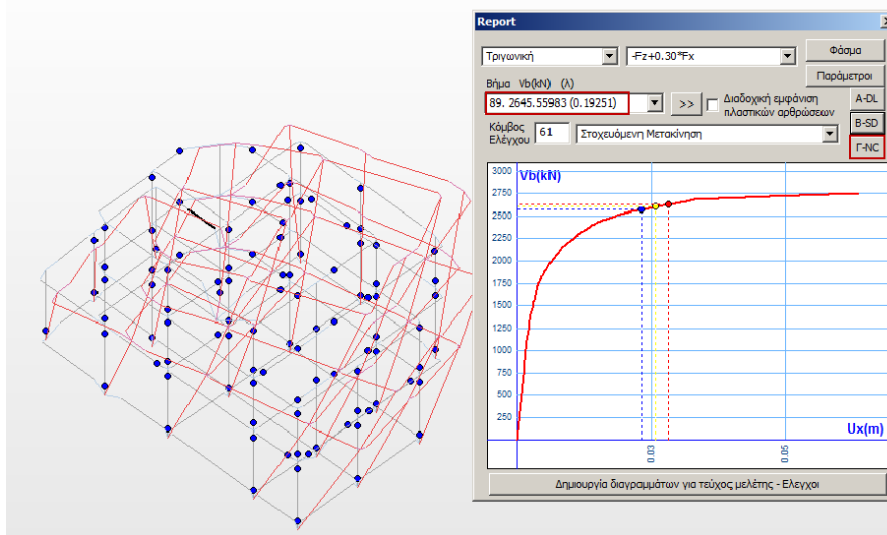 Report
Τριγωνική -Fz+0.30*Fx Φάσμα
Παράμετροι
Βήμα Vb(kN) (λ)
89. 2645.55983 (0.19251) >> Διαδοχική εμφάνιση πλαστικών αρθρώσεων A-DL
Κόμβος Ελέγχου 61 Στοχευόμενη Μετακίνηση B-SD
Γ-NC
Vb(kN)
3000
2750
2500
2250
2000
1750
1500
1250
1000
750
500
250
Ux(m)
0.03
0.05
Δημιουργία διαγραμμάτων για τεύχος μελέτης - Ελεγχοι